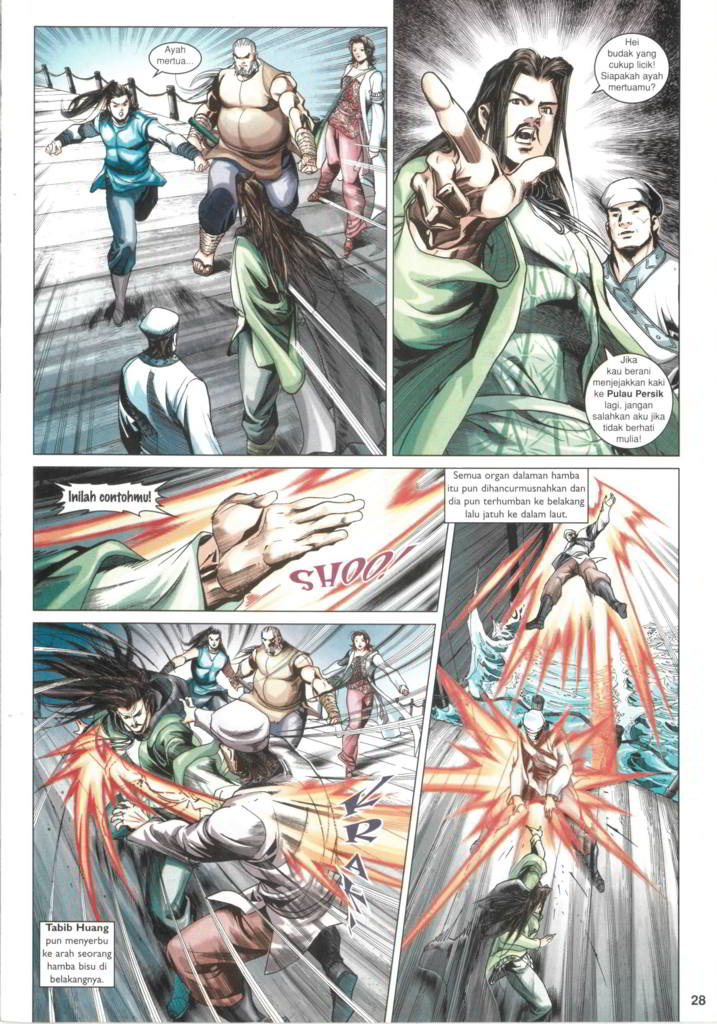 Ayah
mertua...
Hei
budak yang
cukup licik!
Siapakah ayah
mertuamu?
Jika
kau berani
menjejakkan kaki
ke Pulau Persik
lagi, jangan
salahkan aku jika
tidak berhati
mulia!
Inilah contohmu!
SHOO!
Semua organ dalaman hamba
itu pun dihancurmusnahkan dan
dia pun terhumban ke belakang
lalu jatuh ke dalam laut.
KRAK!
Tabib Huang
pun menyerbu
ke arah seorang
hamba bisu di
belakangnya.
28